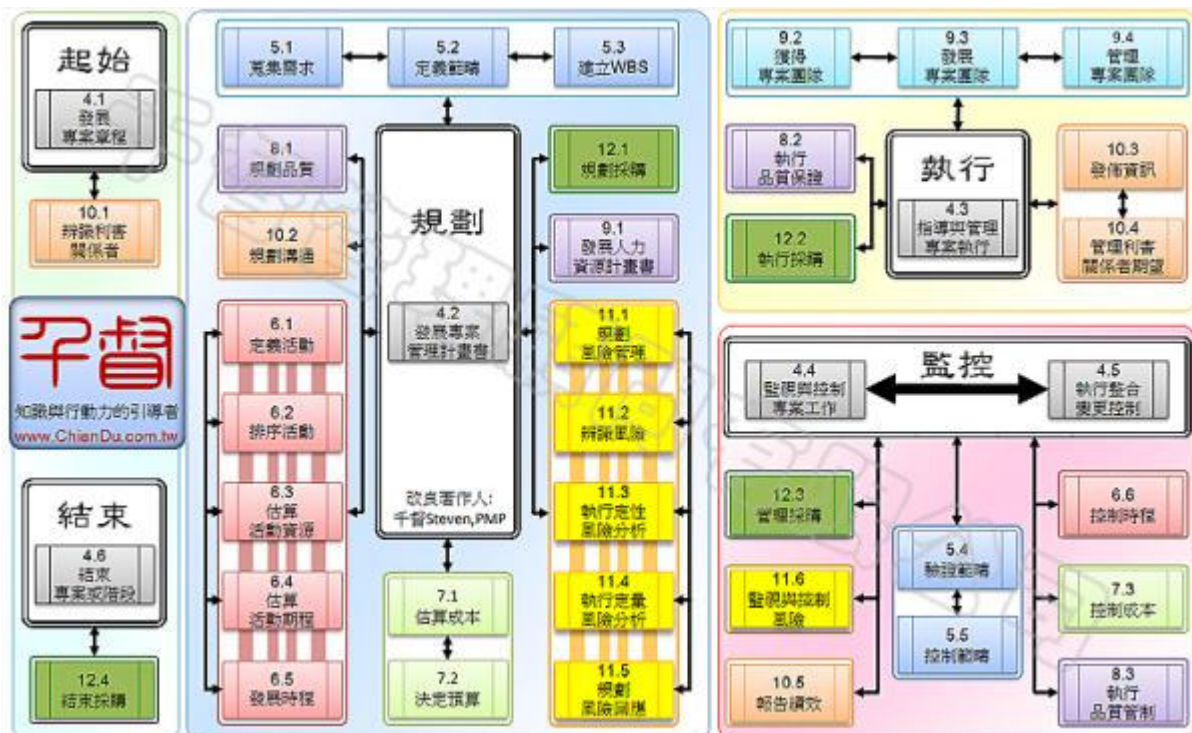 起始
4.1
發展
專案章程
10.1
辨識利害
關係者
千督
知識與行動力的引導者
www.ChianDu.com.tw
結束
4.6
結束
專案或階段
12.4
結束採購
5.1
蒐集需求
5.2
定義範疇
5.3
建立WBS
8.1
規劃品質
10.2
規劃溝通
規劃
4.2
發展專案
管理計畫書
改良著作人:
千督Steven,PMP
12.1
規劃採購
9.1
發展人力
資源計畫書
6.1
定義活動
6.2
排序活動
6.3
估算
活動資源
6.4
估算
活動期程
6.5
發展時程
7.1
估算成本
7.2
決定預算
11.1
規劃
風險管理
11.2
辨識風險
11.3
執行定性
風險分析
11.4
執行定量
風險分析
11.5
規劃
風險回應
9.2
獲得
專案團隊
9.3
發展
專案團隊
9.4
管理
專案團隊
8.2
執行
品質保證
12.2
執行採購
執行
4.3
指導與管理
專案執行
10.3
發佈資訊
10.4
管理利害
關係者期望
監控
4.4
監視與控制
專案工作
4.5
執行整合
變更控制
12.3
管理採購
11.6
監視與控制
風險
10.5
報告績效
5.4
驗證範疇
5.5
控制範疇
6.6
控制時程
7.3
控制成本
8.3
執行
品質管制